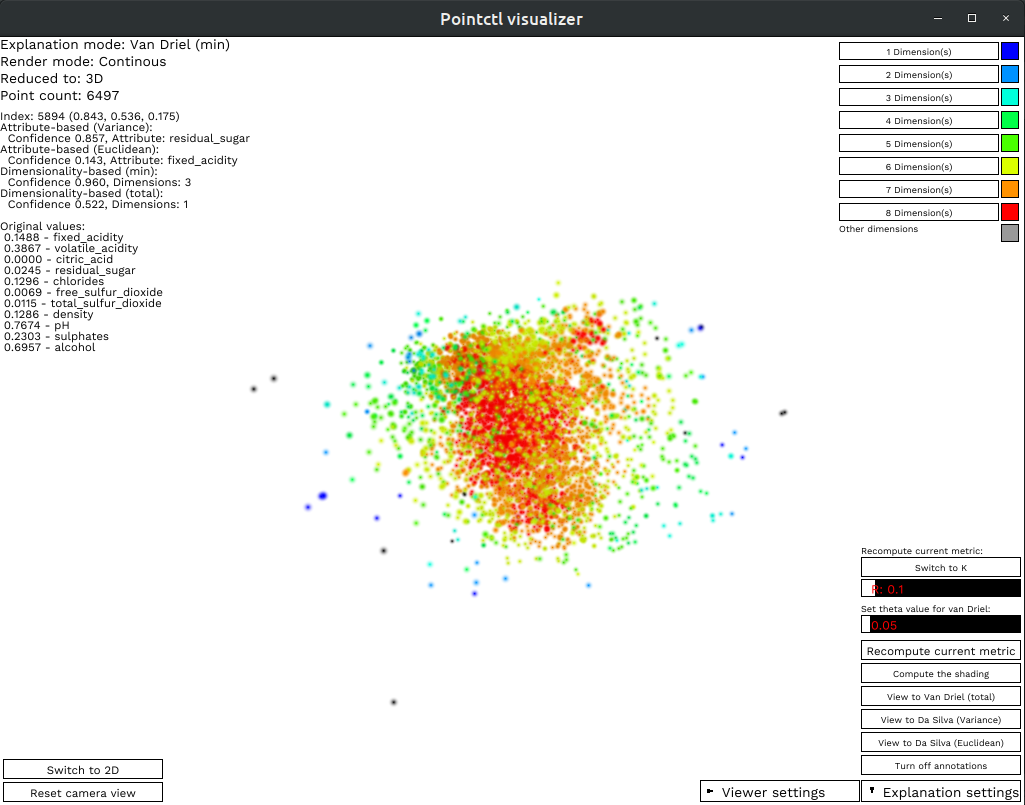 Pointctl visualizer
Explanation mode: Van Driel (min)
Render mode: Continous
Reduced to: 3D
Point count: 6497
Index: 5894 (0.843, 0.536, 0.175)
Attribute-based (Variance):
Confidence 0.857, Attribute: residual_sugar
Attribute-based (Euclidean):
Confidence 0.143, Attribute: fixed_acidity
Dimensionality-based (min):
Confidence 0.960, Dimensions: 3
Dimensionality-based (total):
Confidence 0.522, Dimensions: 1
Original values:
0.1488 - fixed_acidity
0.3867 - volatile_acidity
0.0000 - citric_acid
0.0245 - residual_sugar
0.1296 - chlorides
0.0069 - free_sulfur_dioxide
0.0115 - total_sulfur_dioxide
0.1286 - density
0.7674 - pH
0.2303 - sulphates
0.6957 - alcohol
1 Dimension(s)
2 Dimension(s)
3 Dimension(s)
4 Dimension(s)
5 Dimension(s)
6 Dimension(s)
7 Dimension(s)
8 Dimension(s)
Other dimensions
Recompute current metric:
Switch to K
R: 0.1
Set theta value for van Driel:
0.05
Recompute current metric
Compute the shading
View to Van Driel (total)
View to Da Silva (Variance)
View to Da Silva (Euclidean)
Turn off annotations
Switch to 2D
Reset camera view
Viewer settings
Explanation settings